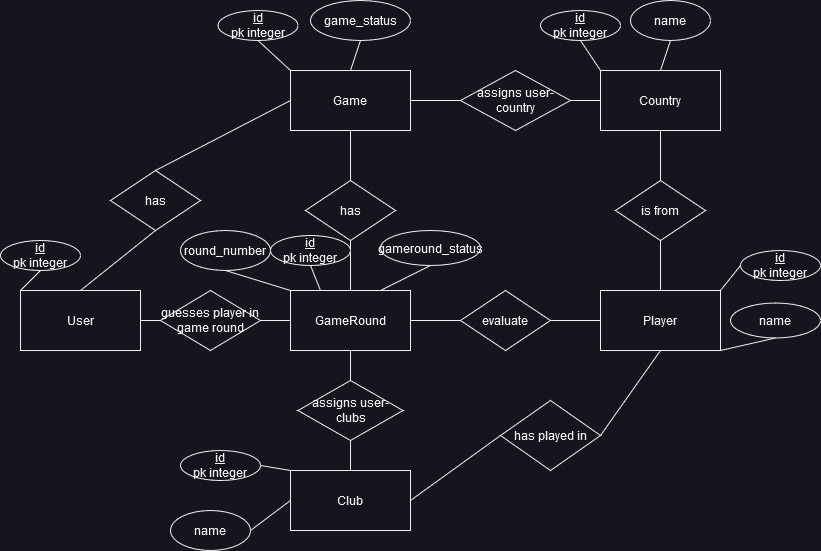 id
pk integer
game_status
id
pk integer
name
Game
assigns user-
country
Country
has
has
is from
id
pk integer
round_number
id
pk integer
gameround_status
id
pk integer
User
guesses player in
game round
GameRound
evaluate
Player
name
assigns user-
clubs
has played in
id
pk integer
Club
name